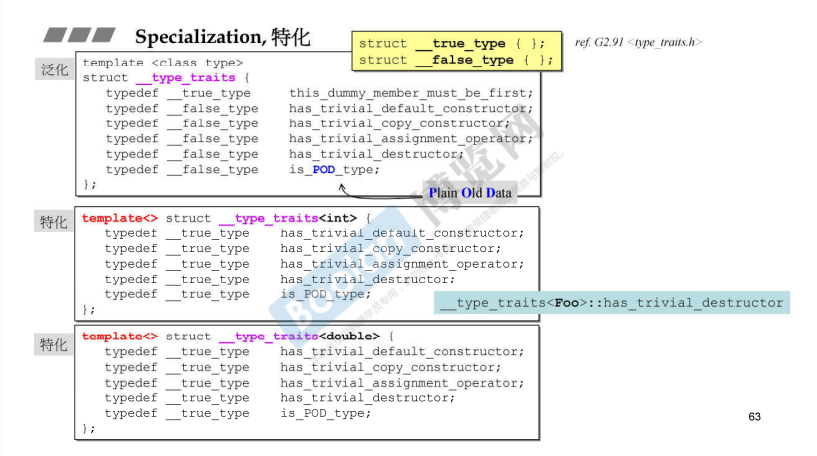 Specialization, 特化
struct __true_type { };
struct __false_type { };
ref. G2.91 <type_traits.h>
泛化
template <class type>
struct __type_traits {
typedef __true_type this_dummy_member_must_be_first;
typedef __false_type has_trivial_default_constructor;
typedef __false_type has_trivial_copy_constructor;
typedef __false_type has_trivial_assignment_operator;
typedef __false_type has_trivial_destructor;
typedef __false_type is_POD_type;
};
Plain Old Data
特化
template<> struct __type_traits<int> {
typedef __true_type has_trivial_default_constructor;
typedef __true_type has_trivial_copy_constructor;
typedef __true_type has_trivial_assignment_operator;
typedef __true_type has_trivial_destructor;
typedef __true_type is_POD_type;
};
__type_traits<Foo>::has_trivial_destructor
特化
template<> struct __type_traits<double> {
typedef __true_type has_trivial_default_constructor;
typedef __true_type has_trivial_copy_constructor;
typedef __true_type has_trivial_assignment_operator;
typedef __true_type has_trivial_destructor;
typedef __true_type is_POD_type;
};
63
Boolan 博览网